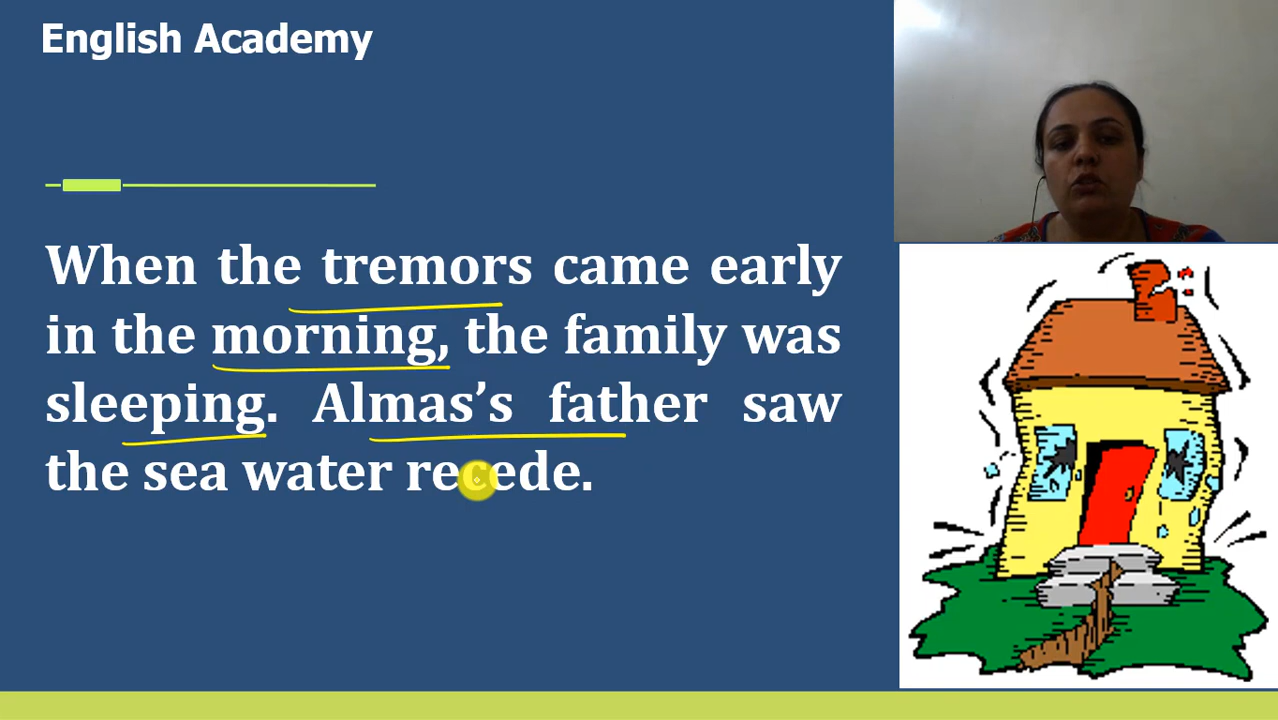 English Academy
When the tremors came early
in the morning, the family was
sleeping. Almas’s father saw
the sea water recede.